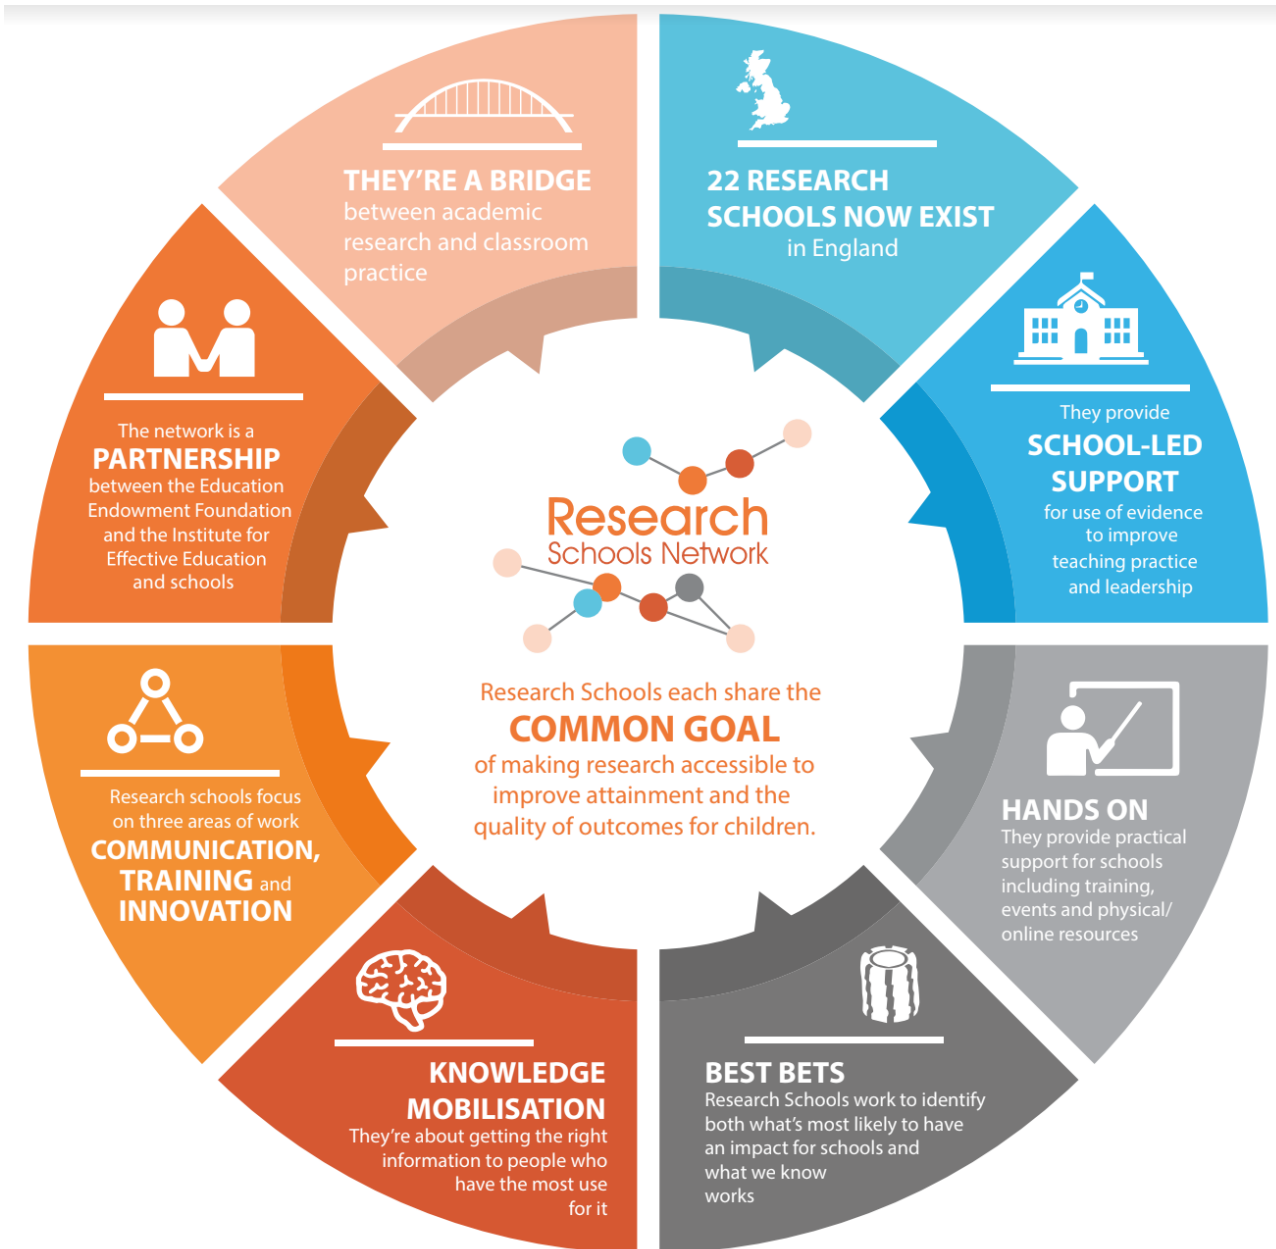 THEY'RE A BRIDGE
between academic
research and classroom
practice
22 RESEARCH
SCHOOLS NOW EXIST
in England
They provide
SCHOOL-LED
SUPPORT
for use of evidence
to improve
teaching practice
and leadership
HANDS ON
They provide practical
support for schools
including training,
events and physical/
online resources
BEST BETS
Research Schools work to identify
both what's most likely to have
an impact for schools and
what we know
works
KNOWLEDGE
MOBILISATION
They're about getting the right
information to people who
have the most use
for it
Research schools focus
on three areas of work
COMMUNICATION,
TRAINING and
INNOVATION
The network is a
PARTNERSHIP
between the Education
Endowment Foundation
and the Institute for
Effective Education
and schools
Research
Schools Network
Research Schools each share the
COMMON GOAL
of making research accessible to
improve attainment and the
quality of outcomes for children.